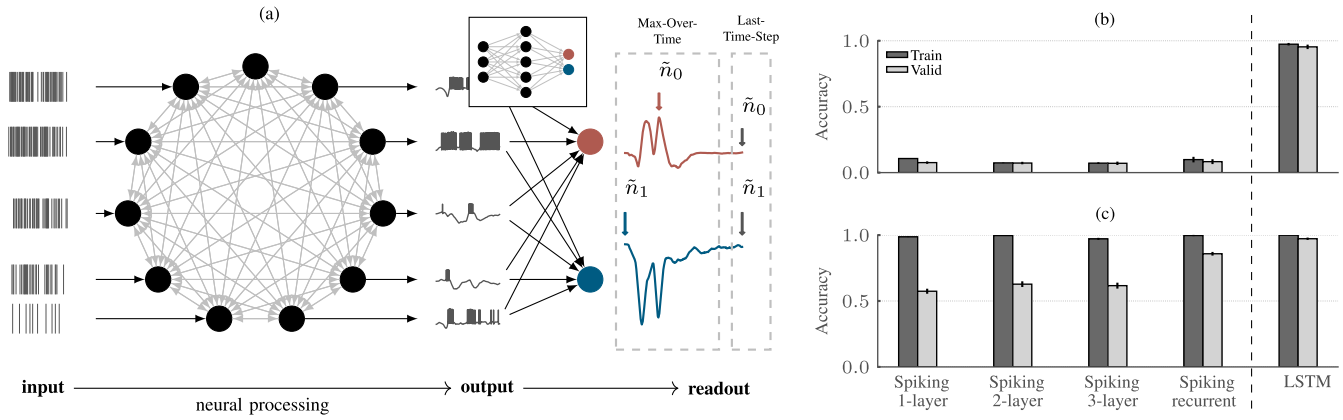 (a)
Max-Over-
Time
Last-
Time-Step
ñ0
ñ0
ñ1
ñ1
input
neural processing
output
readout
(b)
Accuracy
1.0
0.5
0.0
Train
Valid
(c)
Accuracy
1.0
0.5
0.0
Spiking
1-layer
Spiking
2-layer
Spiking
3-layer
Spiking
recurrent
LSTM